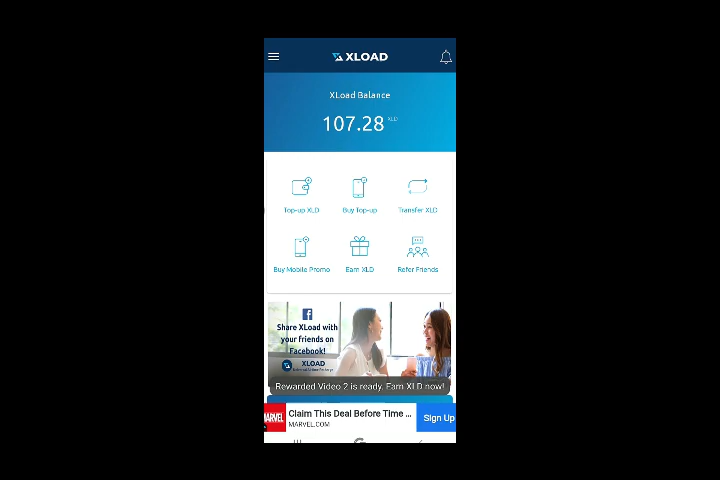 XLOAD
XLoad Balance
107.28 XLD
Top-up XLD
Buy Top-up
Transfer XLD
Buy Mobile Promo
Earn XLD
Refer Friends
Share XLoad with
your friends on
Facebook!
XLOAD
Rewarded Video 2 is ready. Earn XLD now!
MARVEL
Claim This Deal Before Time ...
MARVEL.COM
Sign Up